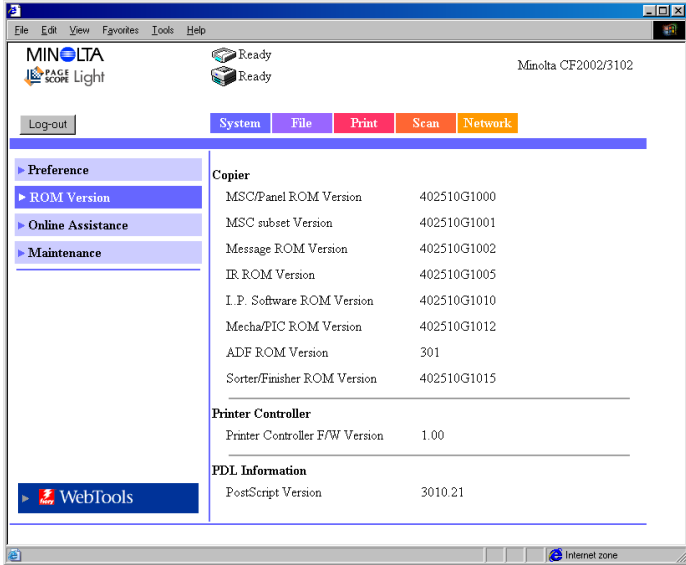 File Edit View Favorites Tools Help
MINOLTA
PAGE SCOPE Light
Ready
Ready
Minolta CF2002/3102
Log-out
System File Print Scan Network
Preference
ROM Version
Online Assistance
Maintenance
WebTools
Copier
MSC/Panel ROM Version 402510G1000
MSC subset Version 402510G1001
Message ROM Version 402510G1002
IR ROM Version 402510G1005
I..P. Software ROM Version 402510G1010
Mecha/PIC ROM Version 402510G1012
ADF ROM Version 301
Sorter/Finisher ROM Version 402510G1015
Printer Controller
Printer Controller F/W Version 1.00
PDL Information
PostScript Version 3010.21
Internet zone